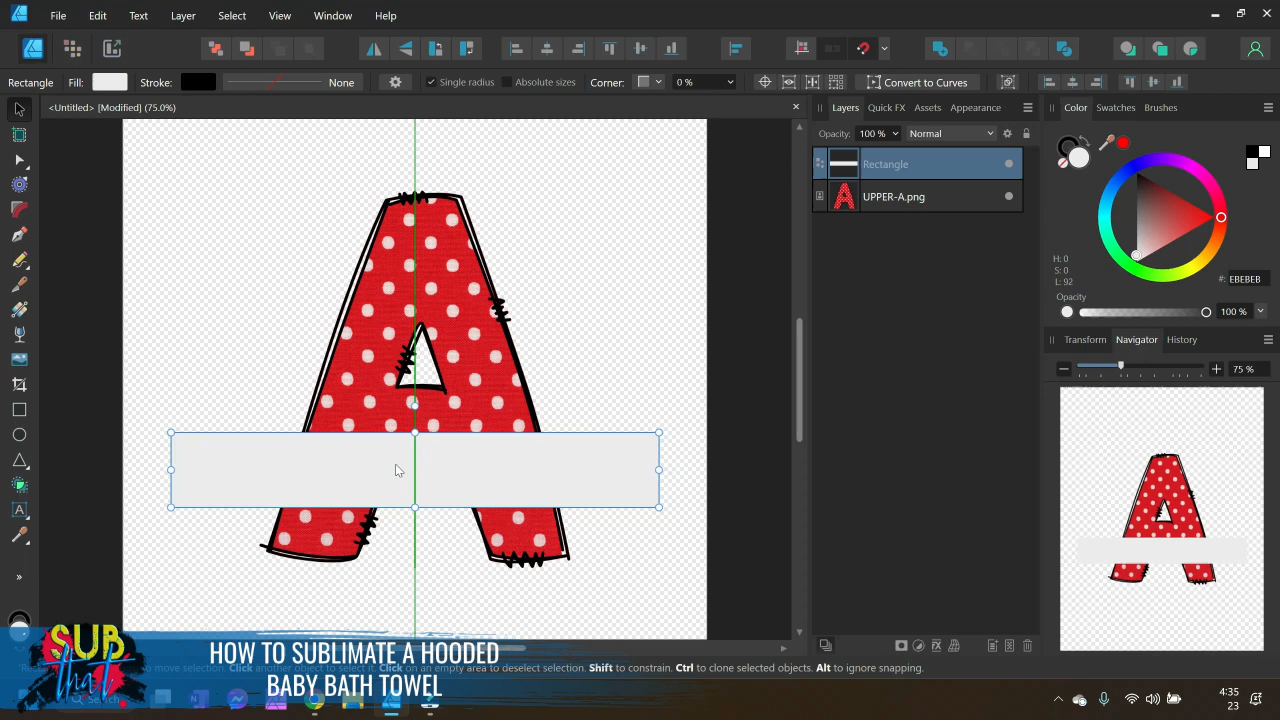 File Edit Text Layer Select View Window Help
Rectangle Fill: Stroke: None Single radius Absolute sizes Corner: 0 % Convert to Curves
<Untitled> [Modified] (75.0%)
Layers Quick FX Assets Appearance
Color Swatches Brushes
Opacity: 100 % Normal
Rectangle
UPPER-A.png
H: 0
S: 0
L: 92
#: EBEBEB
Opacity
100 %
Transform Navigator History
75 %
A
SUB
that
HOW TO SUBLIMATE A HOODED
BABY BATH TOWEL
to move selection. Click another object to select it. Click on an empty area to deselect selection. Shift to constrain. Ctrl to clone selected objects. Alt to ignore snapping.
Search
4:35
23